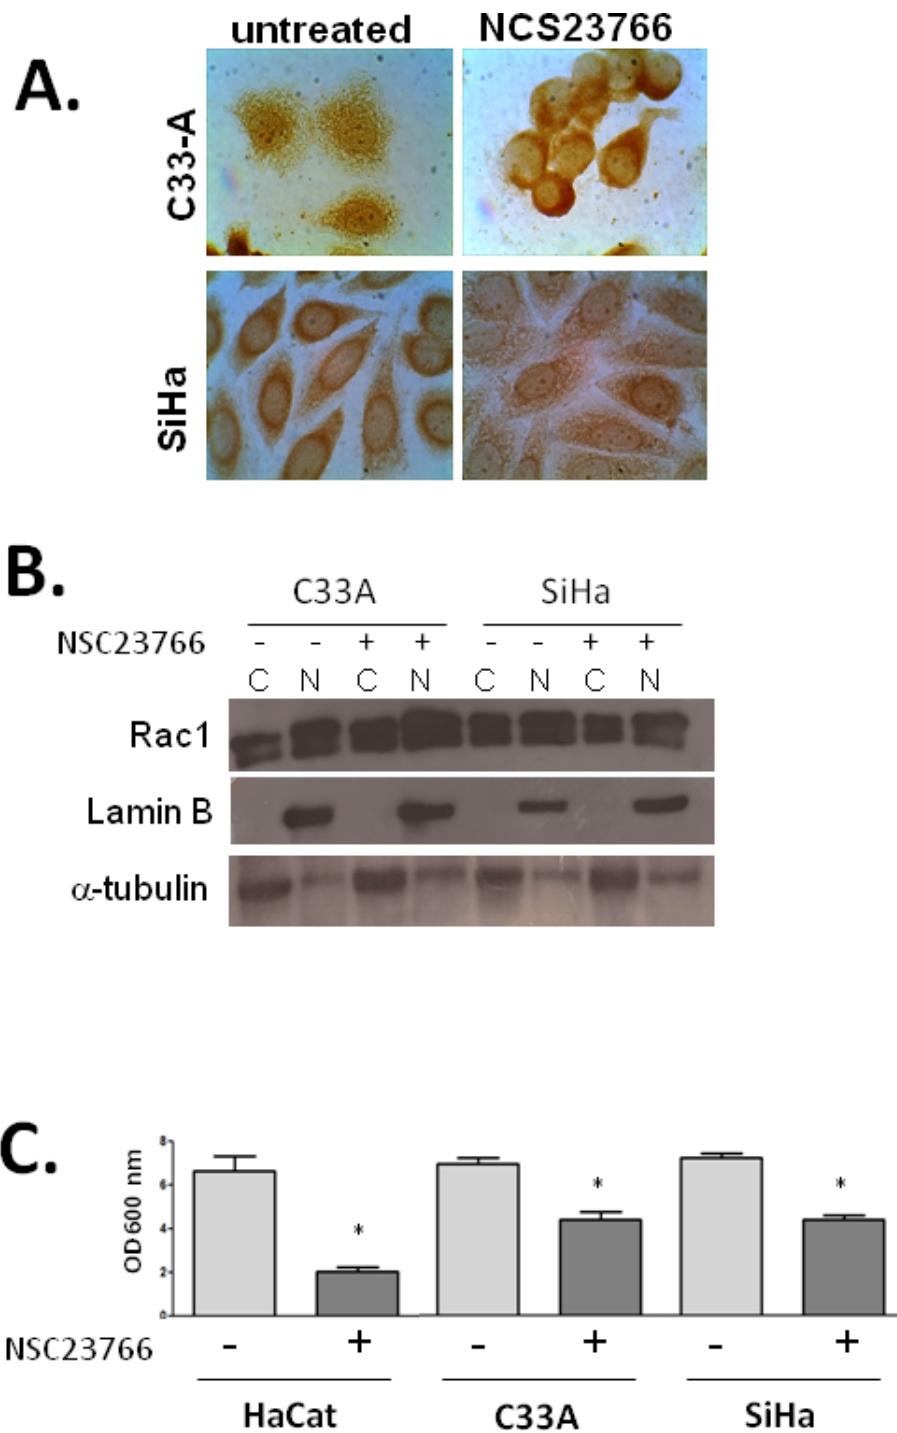 untreated NCS23766
A.
C33-A
SiHa
B.
C33A SiHa
NSC23766 - - + + - - + +
C N C N C N C N
Rac1
Lamin B
α-tubulin
C.
OD600 nm
8
6
4
2
0
* * *
NSC23766 - + - + - +
HaCat C33A SiHa